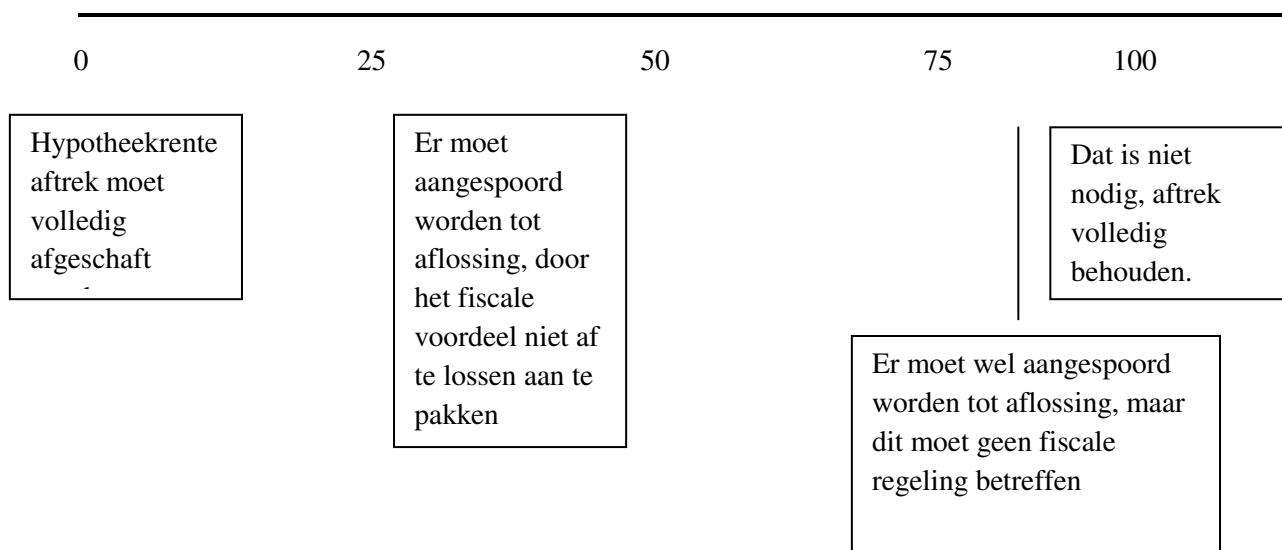 0 25 50 75 100
Hypotheekrente
aftrek moet
volledig
afgeschaft
Er moet
aangespoord
worden tot
aflossing, door
het fiscale
voordeel niet af
te lossen aan te
pakken
Dat is niet
nodig, aftrek
volledig
behouden.
Er moet wel aangespoord
worden tot aflossing, maar
dit moet geen fiscale
regeling betreffen